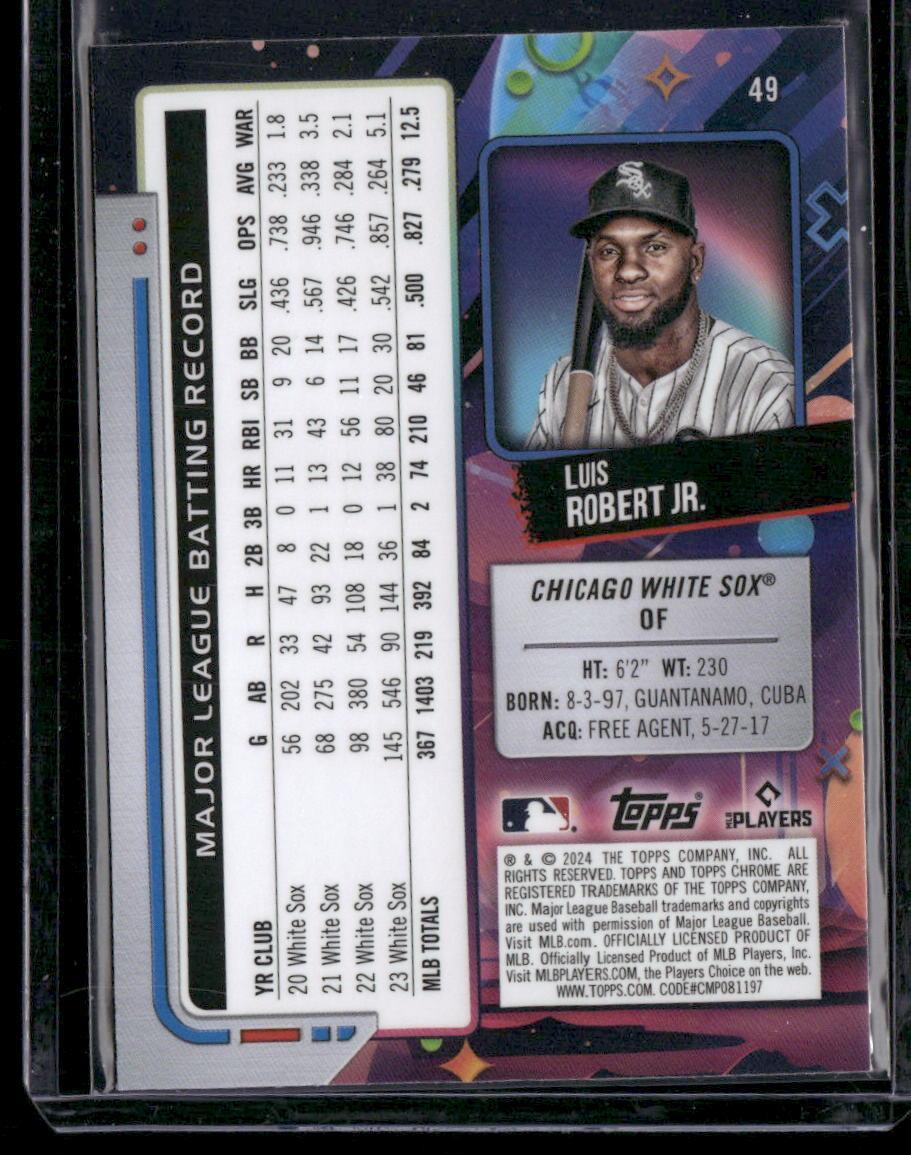 49
LUIS
ROBERT JR.
CHICAGO WHITE SOX®
OF
HT: 6'2" WT: 230
BORN: 8-3-97, GUANTANAMO, CUBA
ACQ: FREE AGENT, 5-27-17
Topps®
MLB PLAYERS
® & © 2024 THE TOPPS COMPANY, INC. ALL
RIGHTS RESERVED. TOPPS AND TOPPS CHROME ARE
REGISTERED TRADEMARKS OF THE TOPPS COMPANY,
INC. Major League Baseball trademarks and copyrights
are used with permission of Major League Baseball.
Visit MLB.com. OFFICIALLY LICENSED PRODUCT OF
MLB. Officially Licensed Product of MLB Players, Inc.
Visit MLBPLAYERS.COM, the Players Choice on the web.
WWW.TOPPS.COM. CODE#CMP081197
MAJOR LEAGUE BATTING RECORD
YR CLUB G AB R H 2B 3B HR RBI SB BB SLG OPS AVG WAR
20 White Sox 56 202 33 47 8 0 11 31 9 20 .436 .738 .233 1.8
21 White Sox 68 275 42 93 22 1 13 43 6 14 .567 .946 .338 3.5
22 White Sox 98 380 54 108 18 0 12 56 11 17 .426 .746 .284 2.1
23 White Sox 145 546 90 144 36 1 38 80 20 30 .542 .857 .264 5.1
MLB TOTALS 367 1403 219 392 84 2 74 210 46 81 .500 .827 .279 12.5